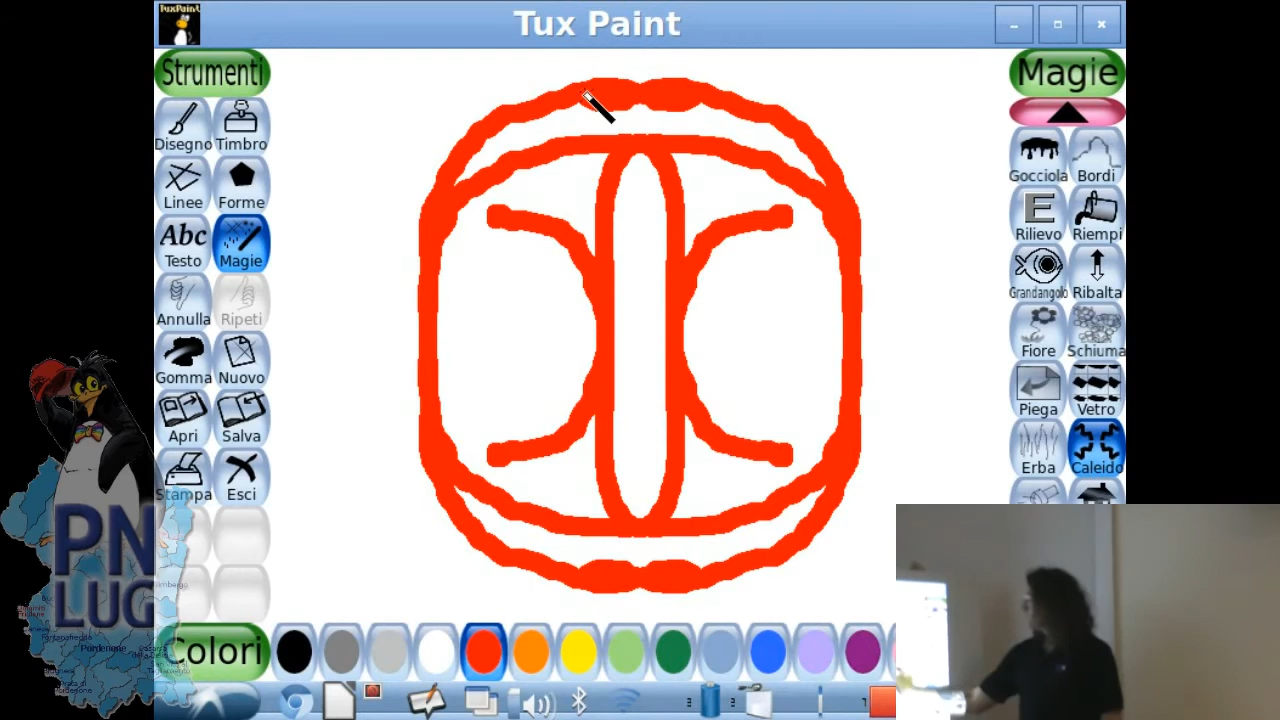 TuxPaint
Tux Paint
Strumenti
Magie
Disegno Timbro
Linee Forme
Abc
Testo Magie
Annulla Ripeti
Gomma Nuovo
Apri Salva
Stampa Esci
Gocciola Bordi
E
Rilievo Riempi
Grandangolo Ribalta
Fiore Schiuma
Piega Vetro
Erba Caleido
PN
LUG
Pordenone
Colori